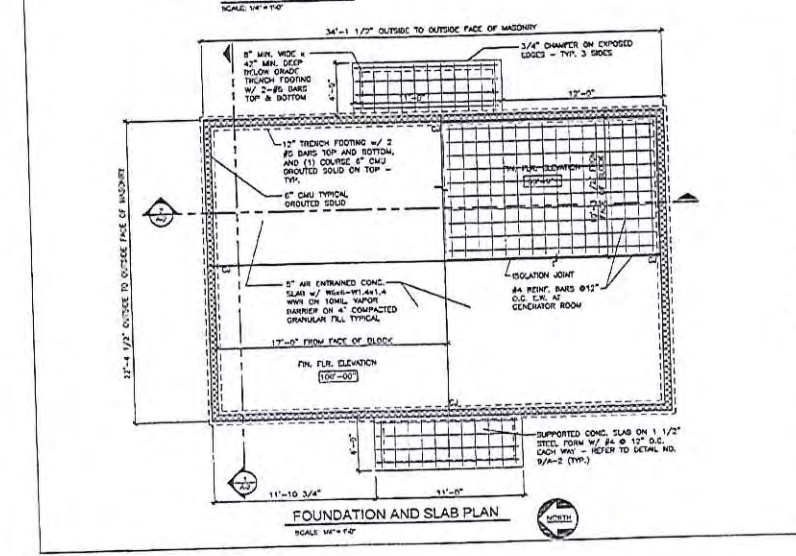 SCALE: 1/4" = 1'-0"
34'-1 1/2" OUTSIDE TO OUTSIDE FACE OF MASONRY
8" MIN. WIDE x
42" MIN. DEEP
BELOW GRADE
TRENCH FOOTING
W/ 2-#5 BARS
TOP & BOTTOM
3/4" CHAMFER ON EXPOSED
EDGES - TYP. 3 SIDES
4'-0"
11'-0"
12'-0"
12" TRENCH FOOTING w/ 2
#5 BARS TOP AND BOTTOM,
AND (1) COURSE 6" CMU
GROUTED SOLID ON TOP -
TYP.
FIN. FLR. ELEVATION
6" CMU TYPICAL
GROUTED SOLID
FACE OF BLOCK
22'-4 1/2" OUTSIDE TO OUTSIDE FACE OF MASONRY
ISOLATION JOINT
#4 REINF. BARS @12"
O.C. E.W. AT
GENERATOR ROOM
5" AIR ENTRAINED CONC.
SLAB w/ W6x6-W1.4x1.4
WWM ON 10MIL. VAPOR
BARRIER ON 4" COMPACTED
GRANULAR FILL TYPICAL
17'-0" FROM FACE OF BLOCK
FIN. FLR. ELEVATION
100'-00"
SUPPORTED CONC. SLAB ON 1 1/2"
STEEL FORM W/ #4 @ 12" O.C.
EACH WAY - REFER TO DETAIL NO.
9/A-2 (TYP.)
11'-10 3/4"
11'-0"
FOUNDATION AND SLAB PLAN
NORTH
SCALE: 1/4" = 1'-0"